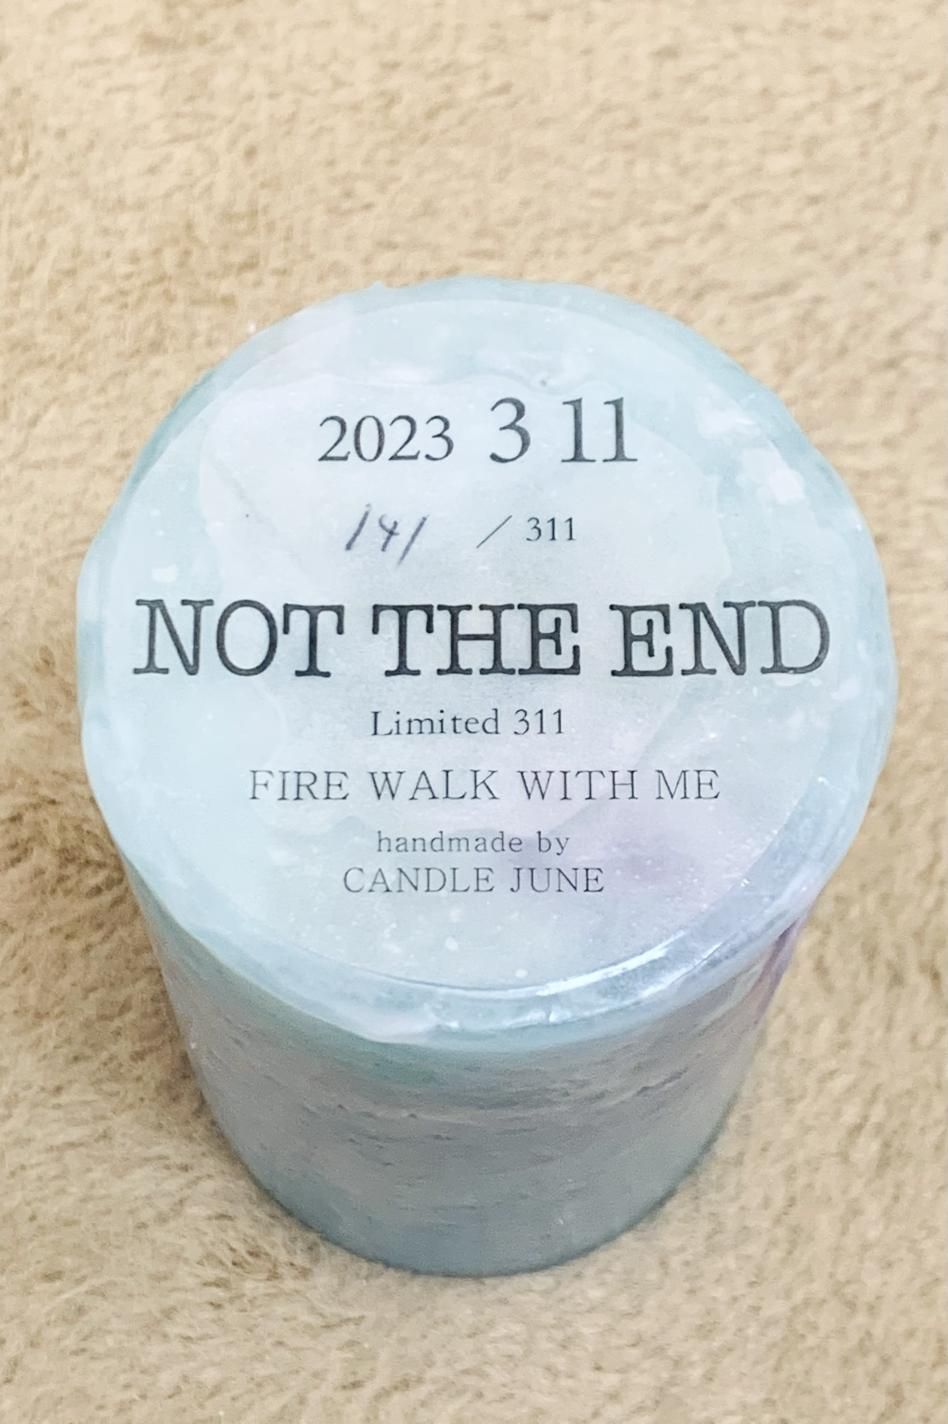 2023 3 11
141 / 311
NOT THE END
Limited 311
FIRE WALK WITH ME
handmade by
CANDLE JUNE